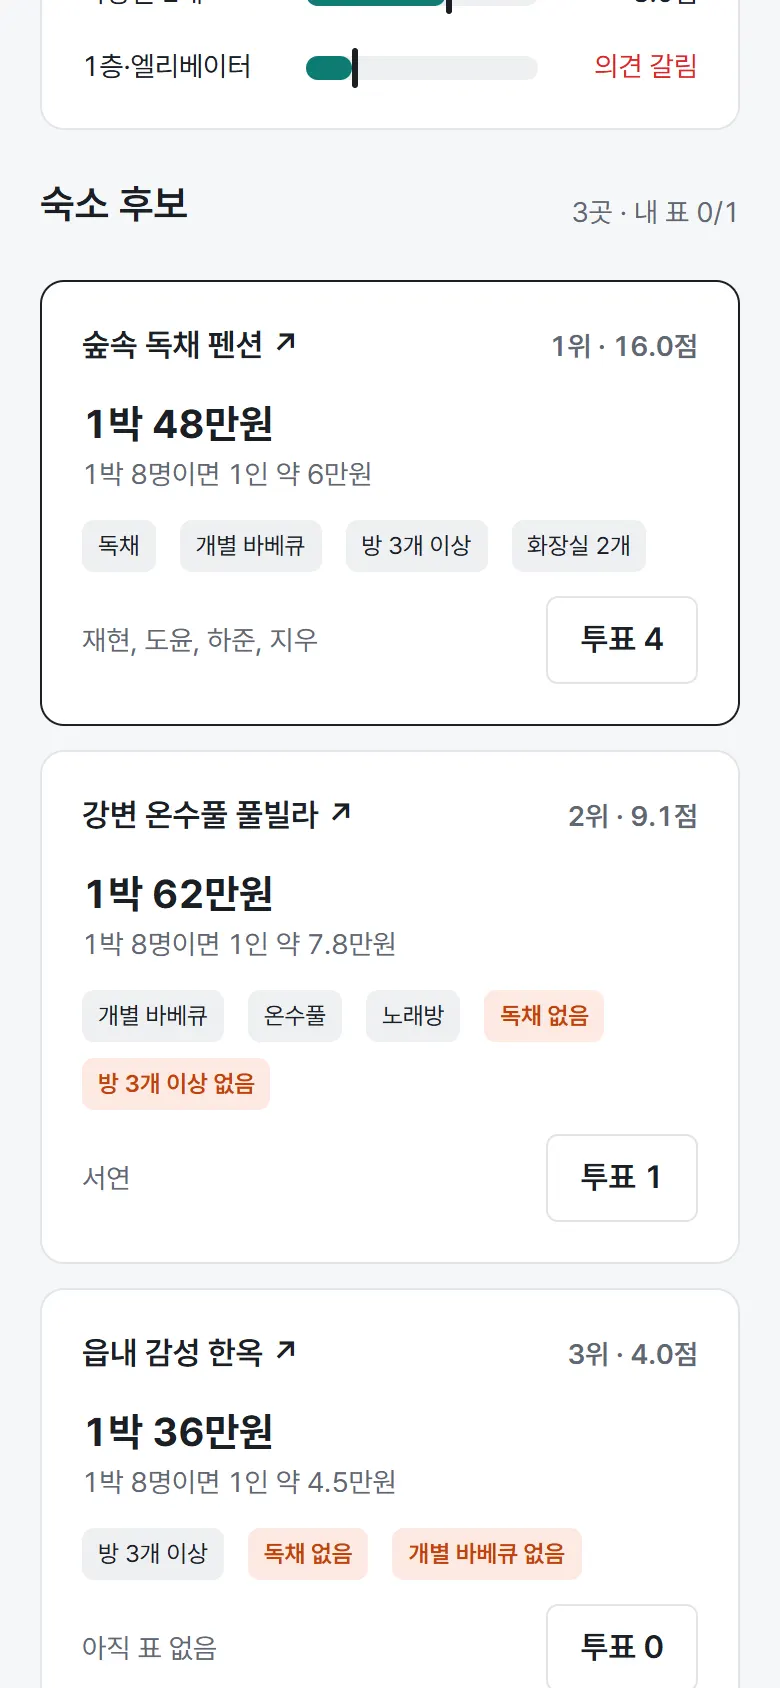 1층·엘리베이터 의견 갈림
숙소 후보 3곳 · 내 표 0/1
숲속 독채 펜션 ↗ 1위 · 16.0점
1박 48만원
1박 8명이면 1인 약 6만원
독채 개별 바베큐 방 3개 이상 화장실 2개
재현, 도윤, 하준, 지우 투표 4
강변 온수풀 풀빌라 ↗ 2위 · 9.1점
1박 62만원
1박 8명이면 1인 약 7.8만원
개별 바베큐 온수풀 노래방 독채 없음
방 3개 이상 없음
서연 투표 1
읍내 감성 한옥 ↗ 3위 · 4.0점
1박 36만원
1박 8명이면 1인 약 4.5만원
방 3개 이상 독채 없음 개별 바베큐 없음
아직 표 없음 투표 0